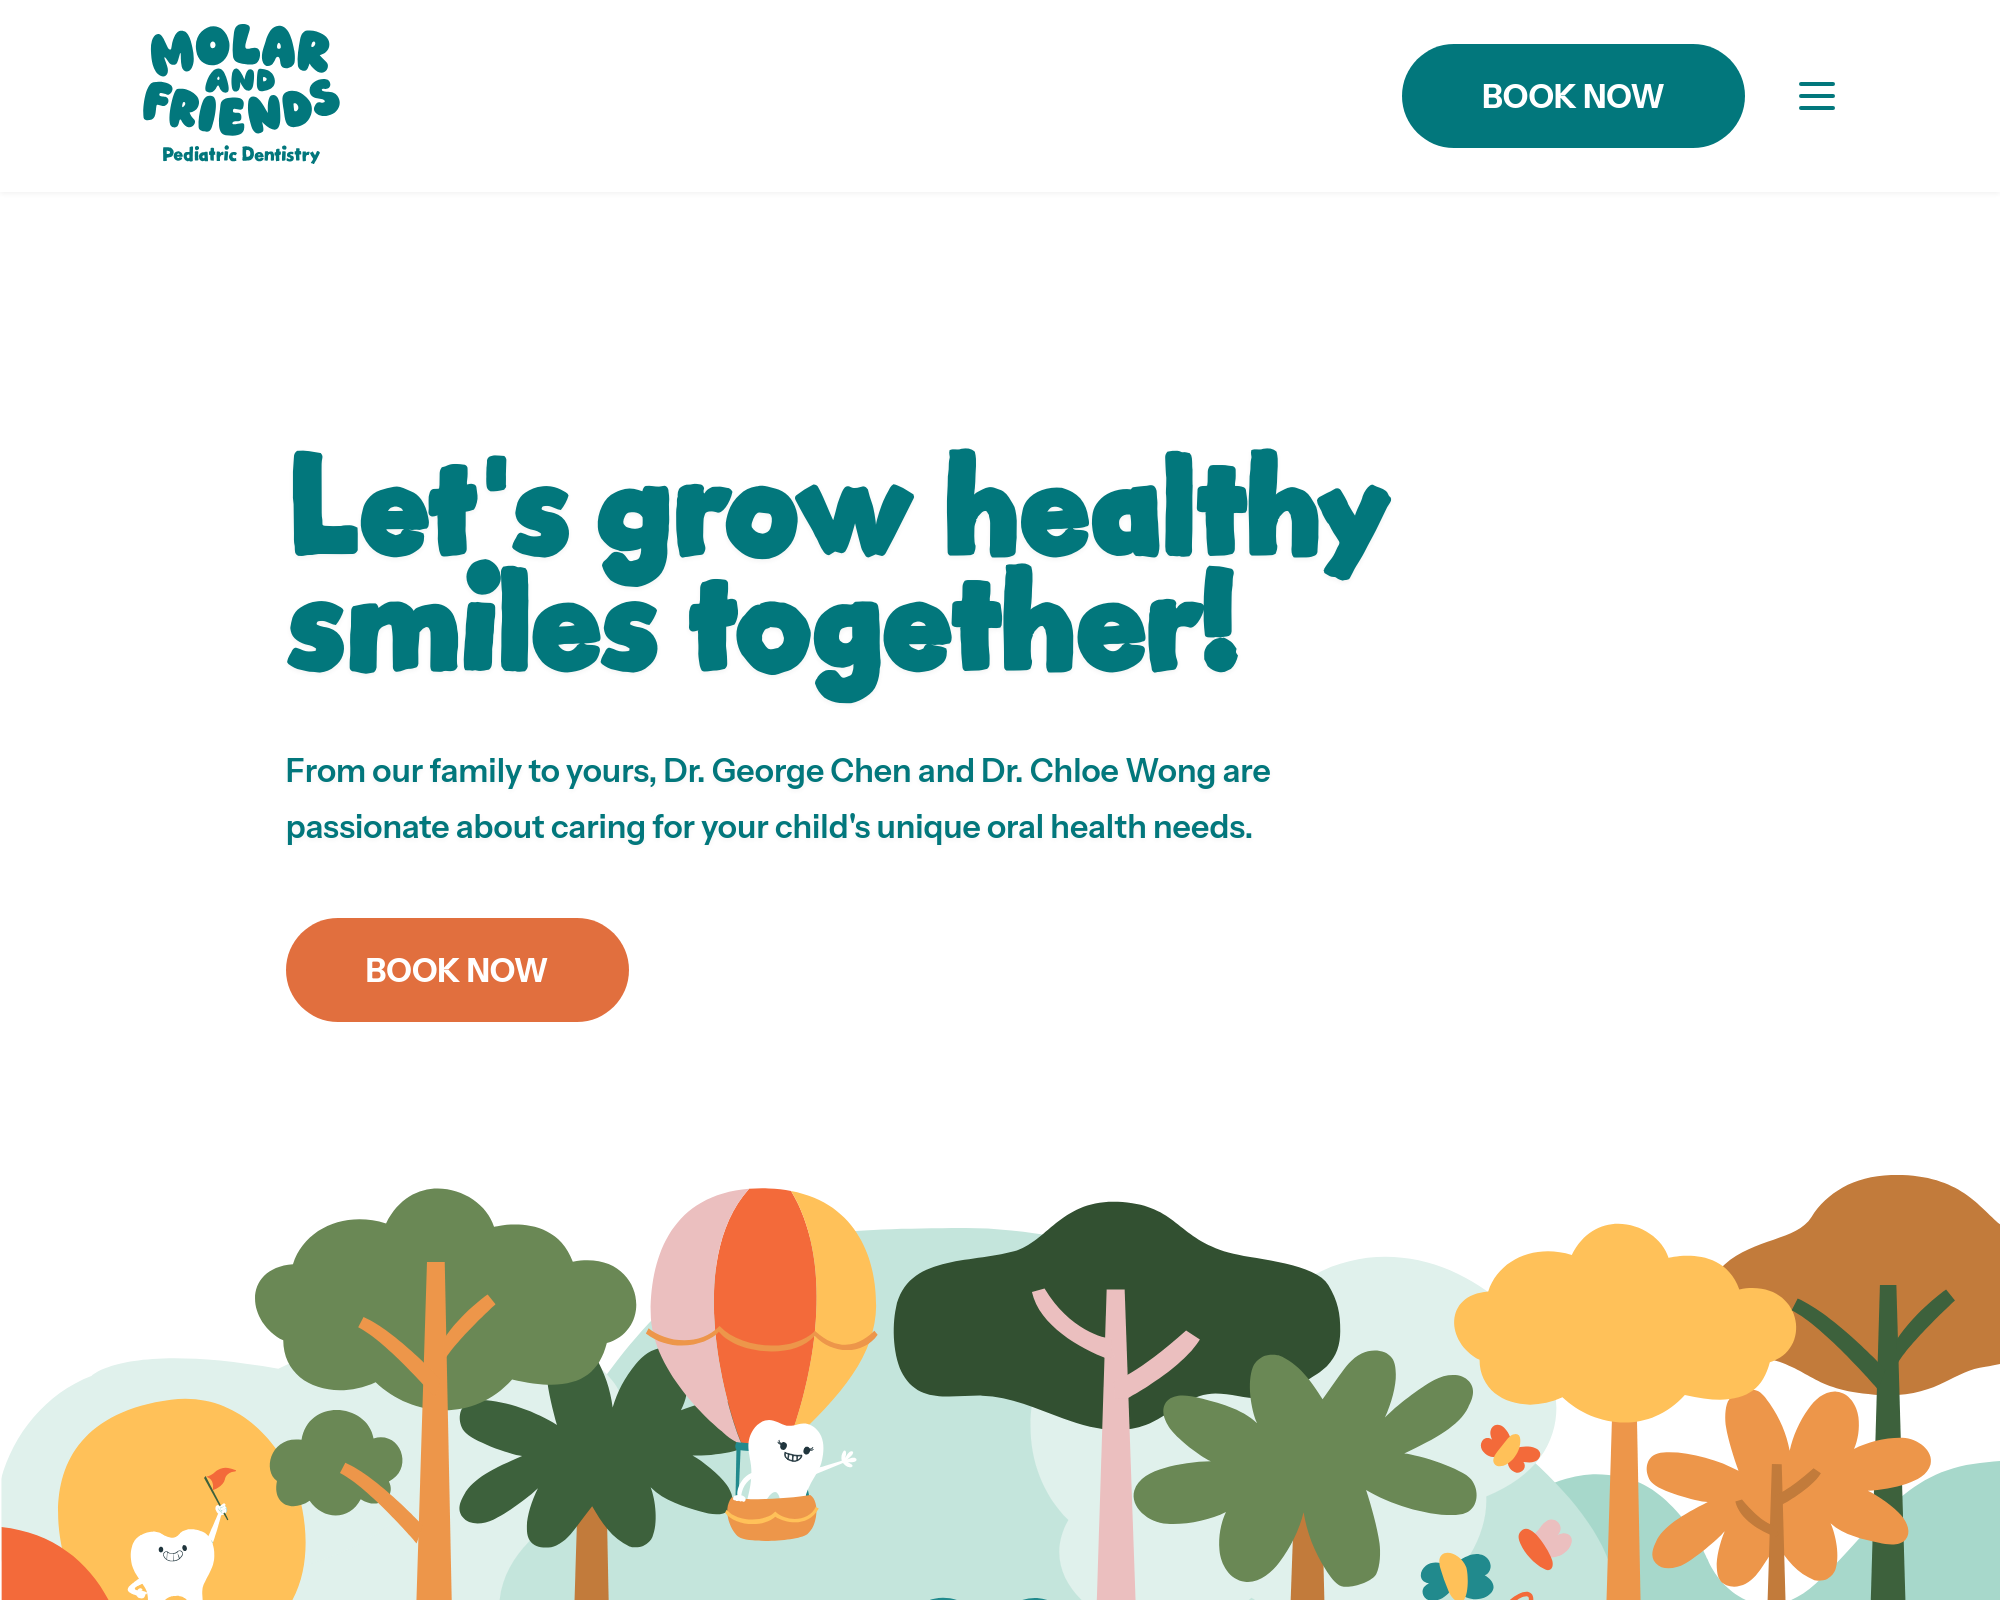 MOLAR
AND
FRIENDS
Pediatric Dentistry
BOOK NOW
Let's grow healthy
smiles together!
From our family to yours, Dr. George Chen and Dr. Chloe Wong are
passionate about caring for your child's unique oral health needs.
BOOK NOW